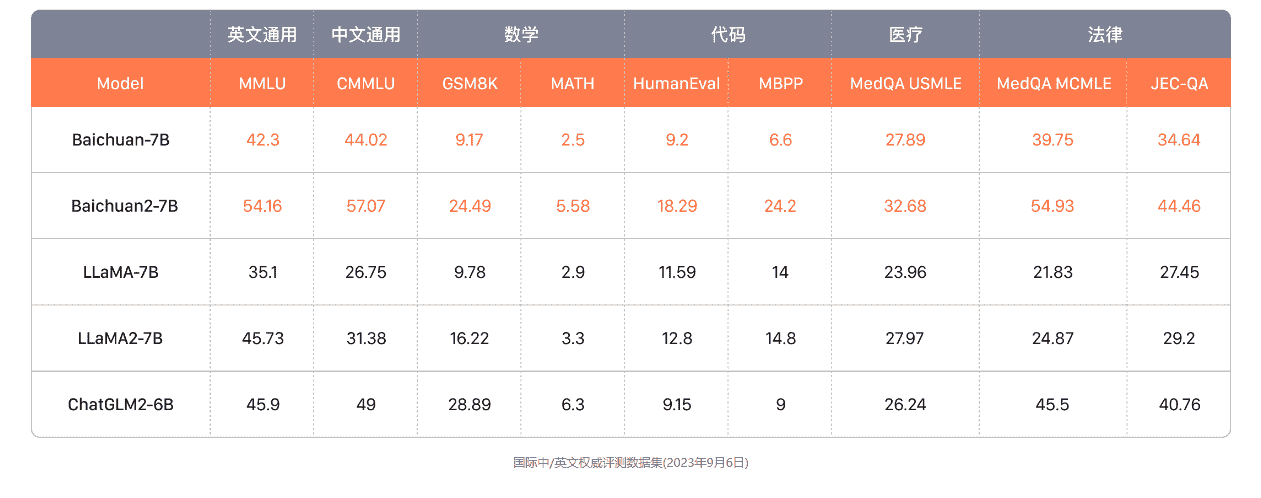 英文通用 中文通用 数学 代码 医疗 法律
Model MMLU CMMLU GSM8K MATH HumanEval MBPP MedQA USMLE MedQA MCMLE JEC-QA
Baichuan-7B 42.3 44.02 9.17 2.5 9.2 6.6 27.89 39.75 34.64
Baichuan2-7B 54.16 57.07 24.49 5.58 18.29 24.2 32.68 54.93 44.46
LLaMA-7B 35.1 26.75 9.78 2.9 11.59 14 23.96 21.83 27.45
LLaMA2-7B 45.73 31.38 16.22 3.3 12.8 14.8 27.97 24.87 29.2
ChatGLM2-6B 45.9 49 28.89 6.3 9.15 9 26.24 45.5 40.76
国际中/英文权威评测数据集(2023年9月6日)